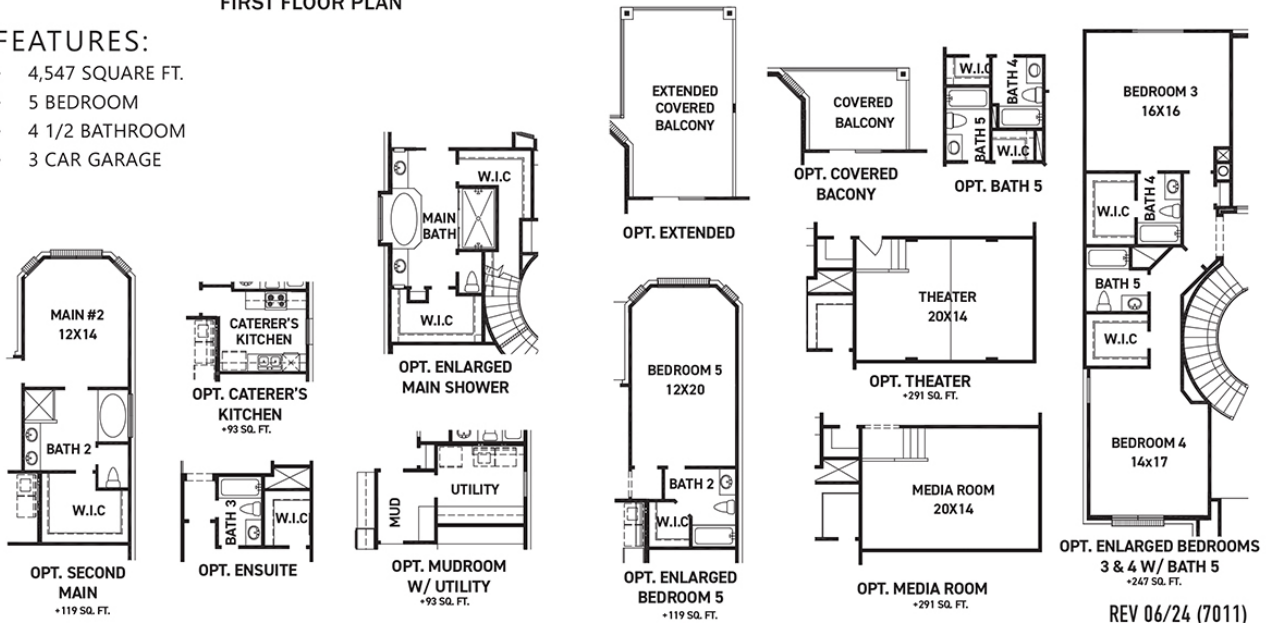 FIRST FLOOR PLAN
FEATURES:
4,547 SQUARE FT.
5 BEDROOM
4 1/2 BATHROOM
3 CAR GARAGE
MAIN #2
12X14
BATH 2
W.I.C
OPT. SECOND
MAIN
+119 SQ. FT.
CATERER'S
KITCHEN
OPT. CATERER'S
KITCHEN
+93 SQ. FT.
BATH 3
W.I.C
OPT. ENSUITE
W.I.C
MAIN
BATH
W.I.C
OPT. ENLARGED
MAIN SHOWER
MUD
UTILITY
OPT. MUDROOM
W/ UTILITY
+93 SQ. FT.
EXTENDED
COVERED
BALCONY
OPT. EXTENDED
BEDROOM 5
12X20
BATH 2
W.I.C
OPT. ENLARGED
BEDROOM 5
+119 SQ. FT.
COVERED
BALCONY
OPT. COVERED
BACONY
W.I.C
BATH 4
BATH 5
W.I.C
OPT. BATH 5
THEATER
20X14
OPT. THEATER
+291 SQ. FT.
MEDIA ROOM
20X14
OPT. MEDIA ROOM
+291 SQ. FT.
BEDROOM 3
16X16
W.I.C
BATH 4
BATH 5
W.I.C
BEDROOM 4
14x17
OPT. ENLARGED BEDROOMS
3 & 4 W/ BATH 5
+247 SQ. FT.
REV 06/24 (7011)